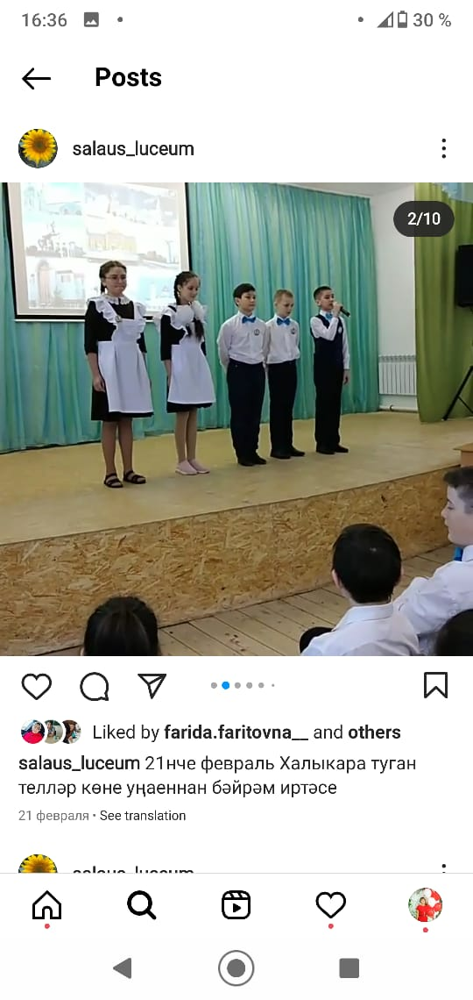 16:36
30 %
Posts
salaus_luceum
2/10
Liked by farida.faritovna__ and others
salaus_luceum 21нче февраль Халыкара туган
телләр көне уңаеннан бәйрәм иртәсе
21 февраля • See translation
salaus_luceum